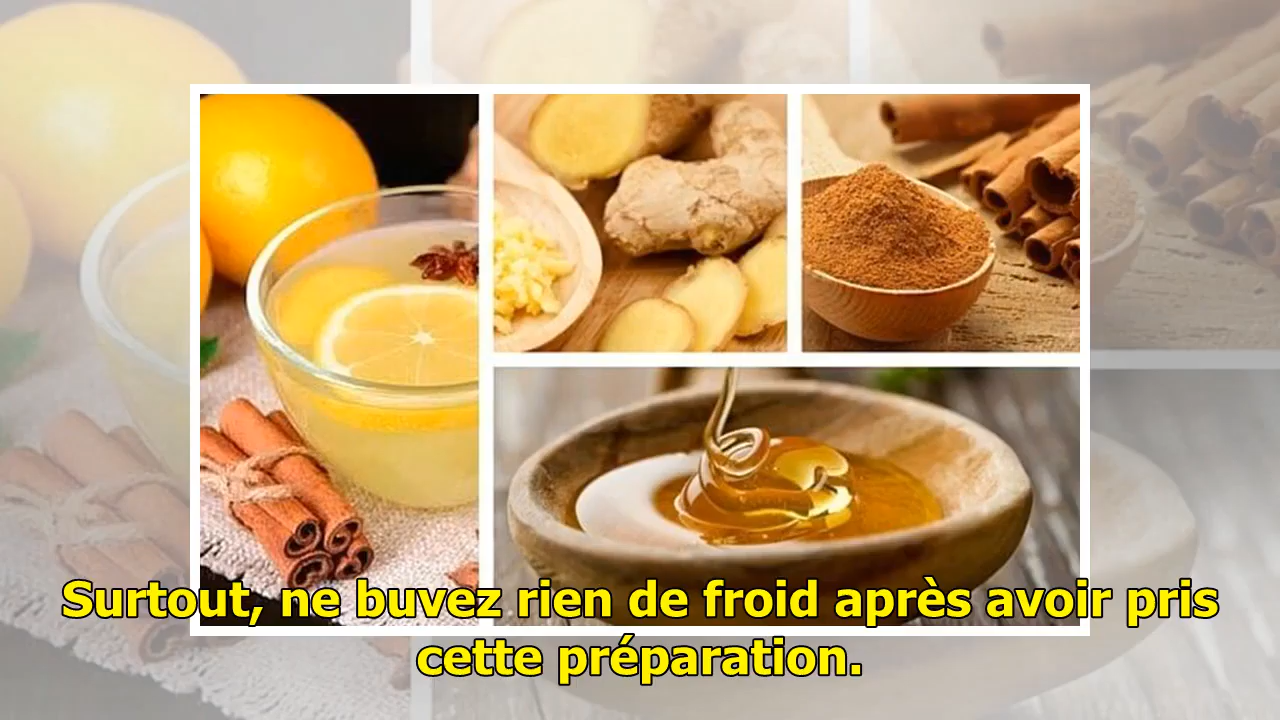 Surtout, ne buvez rien de froid après avoir pris
cette préparation.